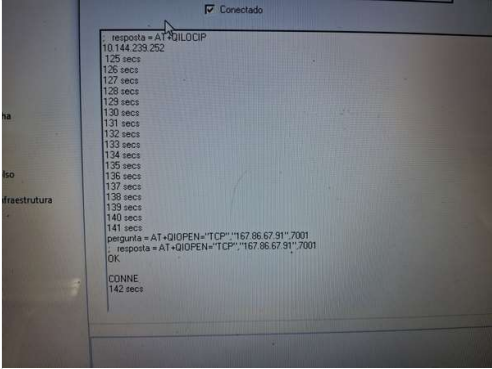 Conectado
; resposta = AT+QILOCIP
10.144.239.252
125 secs
126 secs
127 secs
128 secs
129 secs
130 secs
131 secs
132 secs
133 secs
134 secs
135 secs
136 secs
137 secs
138 secs
139 secs
140 secs
141 secs
pergunta = AT+QIOPEN="TCP","167.86.67.91",7001
; resposta = AT+QIOPEN="TCP","167.86.67.91",7001
OK
CONNE
142 secs
ha
lso
nfraestrutura